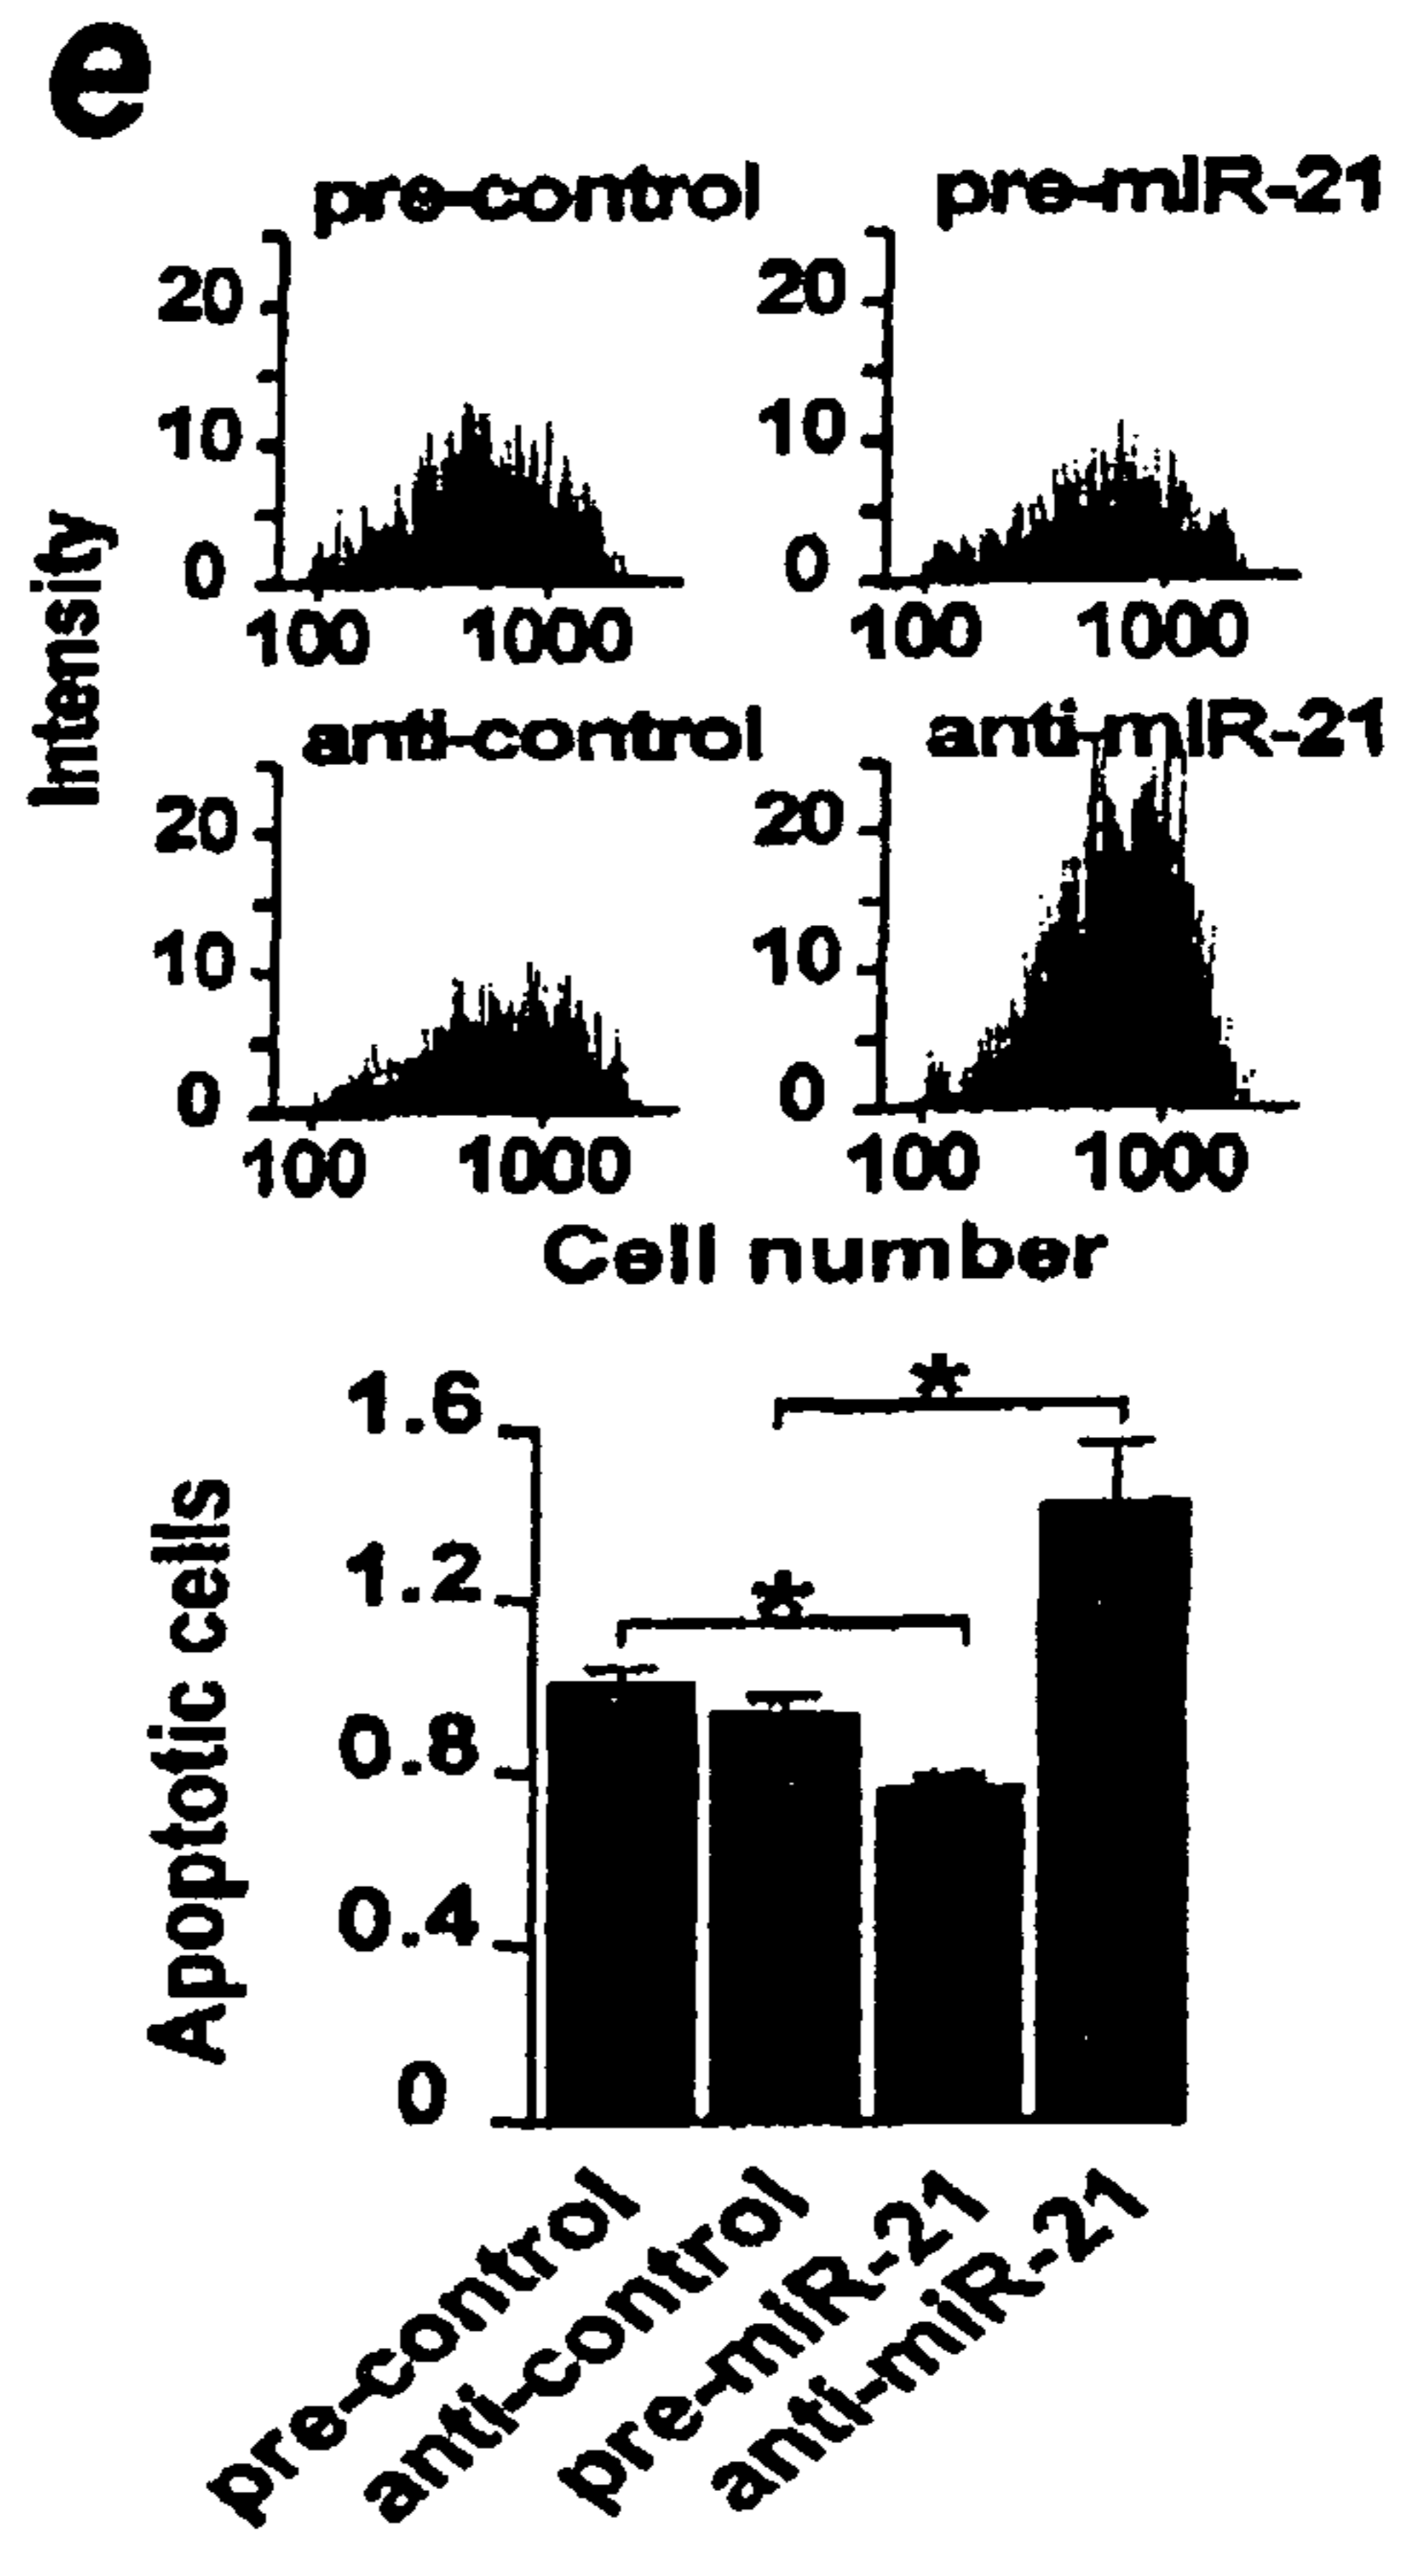 e
pre-control pre-miR-21
20 20
10 10
0 0
100 1000 100 1000
Intensity
anti-control anti-miR-21
20 20
10 10
0 0
100 1000 100 1000
Cell number
*
1.6
1.2
*
0.8
0.4
0
Apoptotic cells
pre-control
anti-control
pre-miR-21
anti-miR-21